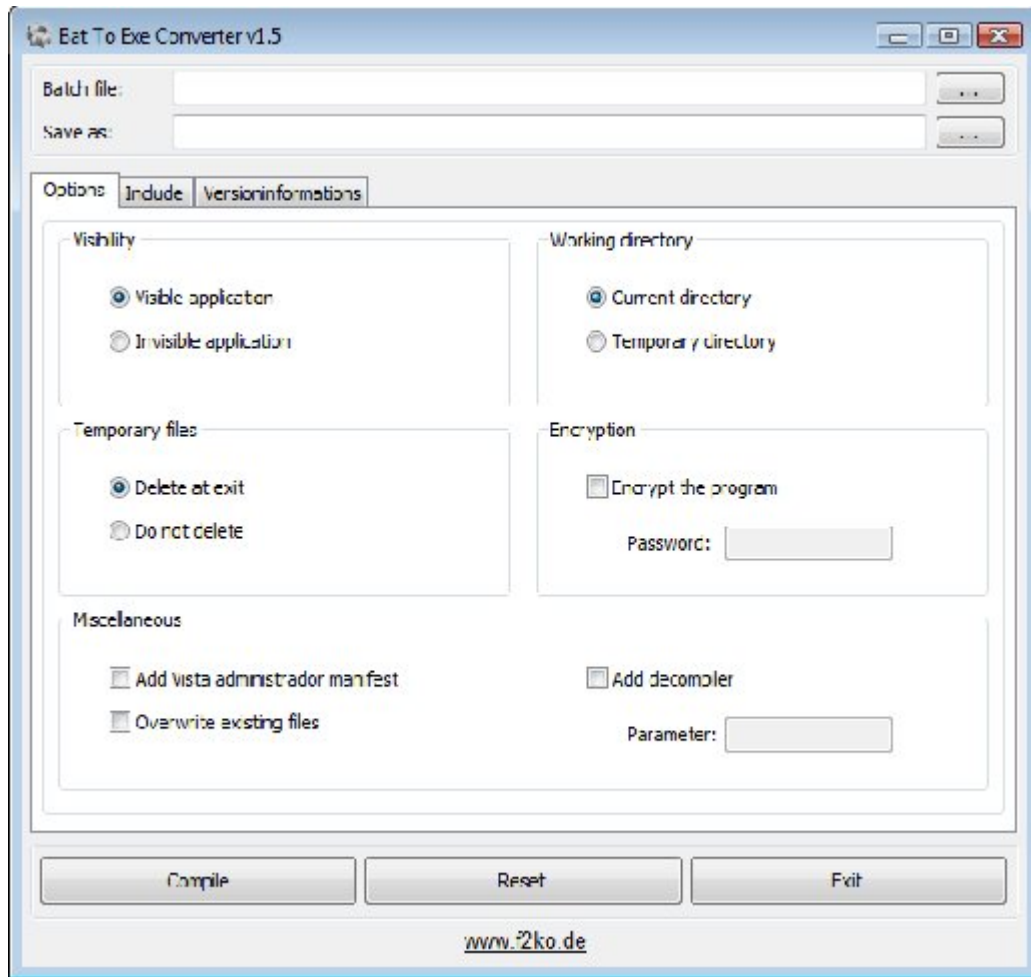 Bat To Exe Converter v1.5
Batch file: ...
Save as: ...
Options Include Versioninformations
Visibility Working directory
Visible application Current directory
Invisible application Temporary directory
Temporary files Encryption
Delete at exit Encrypt the program
Do not delete Password:
Miscellaneous
Add Vista administrador manifest Add decompiler
Overwrite existing files Parameter:
Compile Reset Exit
www.f2ko.de